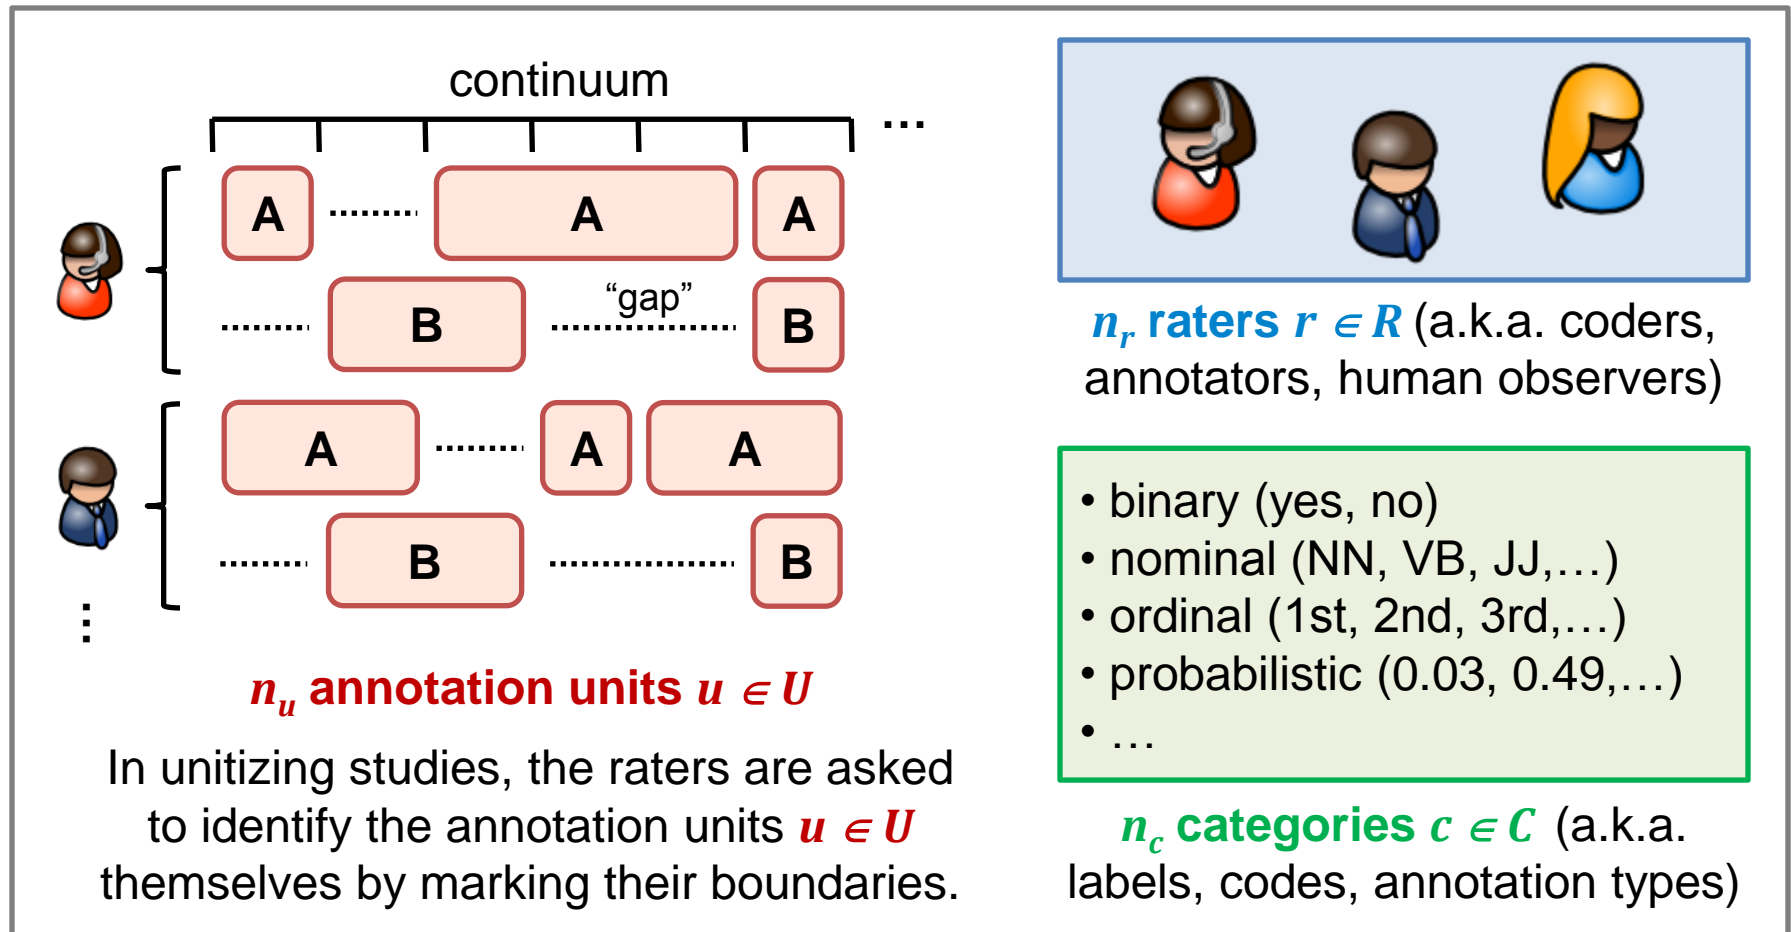 continuum
...
A A A
“gap”
B B
A A A
B B
⋮
n_u annotation units u ∈ U
In unitizing studies, the raters are asked
to identify the annotation units u ∈ U
themselves by marking their boundaries.
n_r raters r ∈ R (a.k.a. coders,
annotators, human observers)
• binary (yes, no)
• nominal (NN, VB, JJ,…)
• ordinal (1st, 2nd, 3rd,…)
• probabilistic (0.03, 0.49,…)
• …
n_c categories c ∈ C (a.k.a.
labels, codes, annotation types)